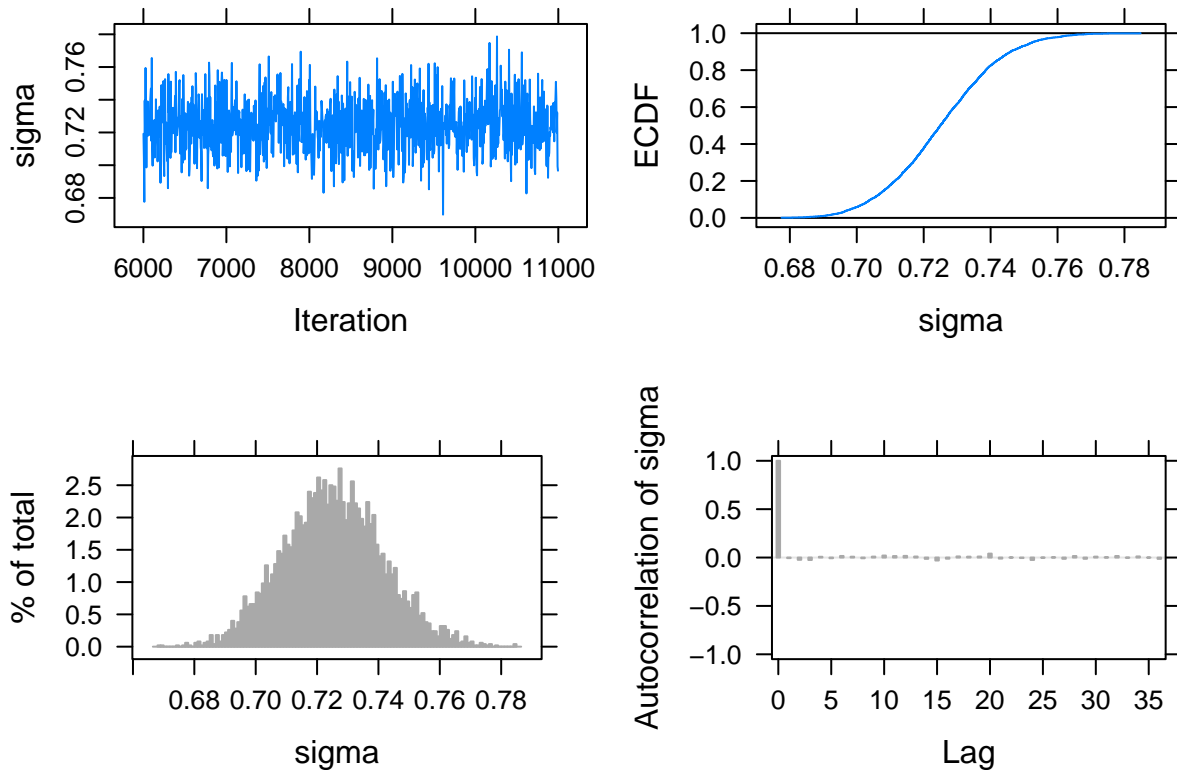 sigma
0.76
0.72
0.68
6000 7000 8000 9000 10000 11000
Iteration
ECDF
1.0
0.8
0.6
0.4
0.2
0.0
0.68 0.70 0.72 0.74 0.76 0.78
sigma
% of total
2.5
2.0
1.5
1.0
0.5
0.0
0.68 0.70 0.72 0.74 0.76 0.78
sigma
Autocorrelation of sigma
1.0
0.5
0.0
−0.5
−1.0
0 5 10 15 20 25 30 35
Lag